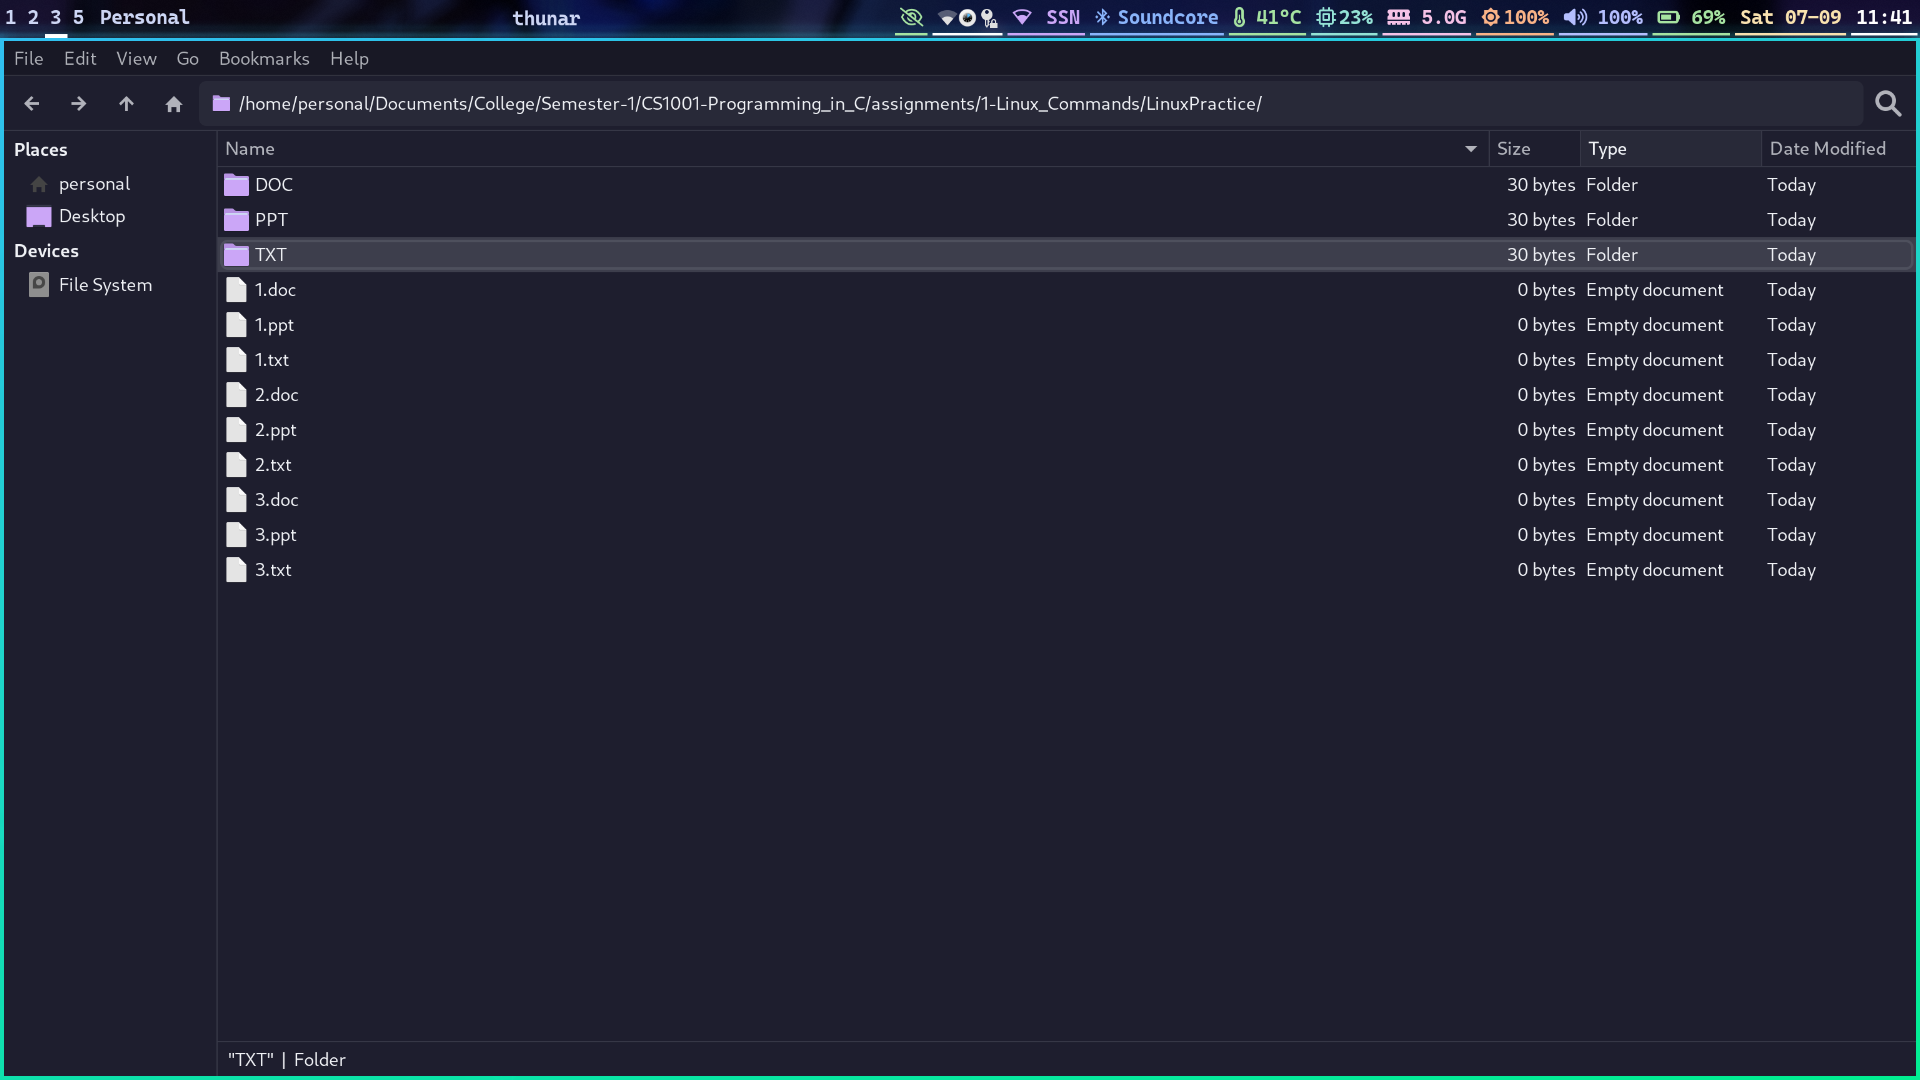 1 2 3 5 Personal thunar SSN Soundcore 41°C 23% 5.0G 100% 100% 69% Sat 07-09 11:41
File Edit View Go Bookmarks Help
/home/personal/Documents/College/Semester-1/CS1001-Programming_in_C/assignments/1-Linux_Commands/LinuxPractice/
Places
personal
Desktop
Devices
File System
Name Size Type Date Modified
DOC 30 bytes Folder Today
PPT 30 bytes Folder Today
TXT 30 bytes Folder Today
1.doc 0 bytes Empty document Today
1.ppt 0 bytes Empty document Today
1.txt 0 bytes Empty document Today
2.doc 0 bytes Empty document Today
2.ppt 0 bytes Empty document Today
2.txt 0 bytes Empty document Today
3.doc 0 bytes Empty document Today
3.ppt 0 bytes Empty document Today
3.txt 0 bytes Empty document Today
"TXT" | Folder